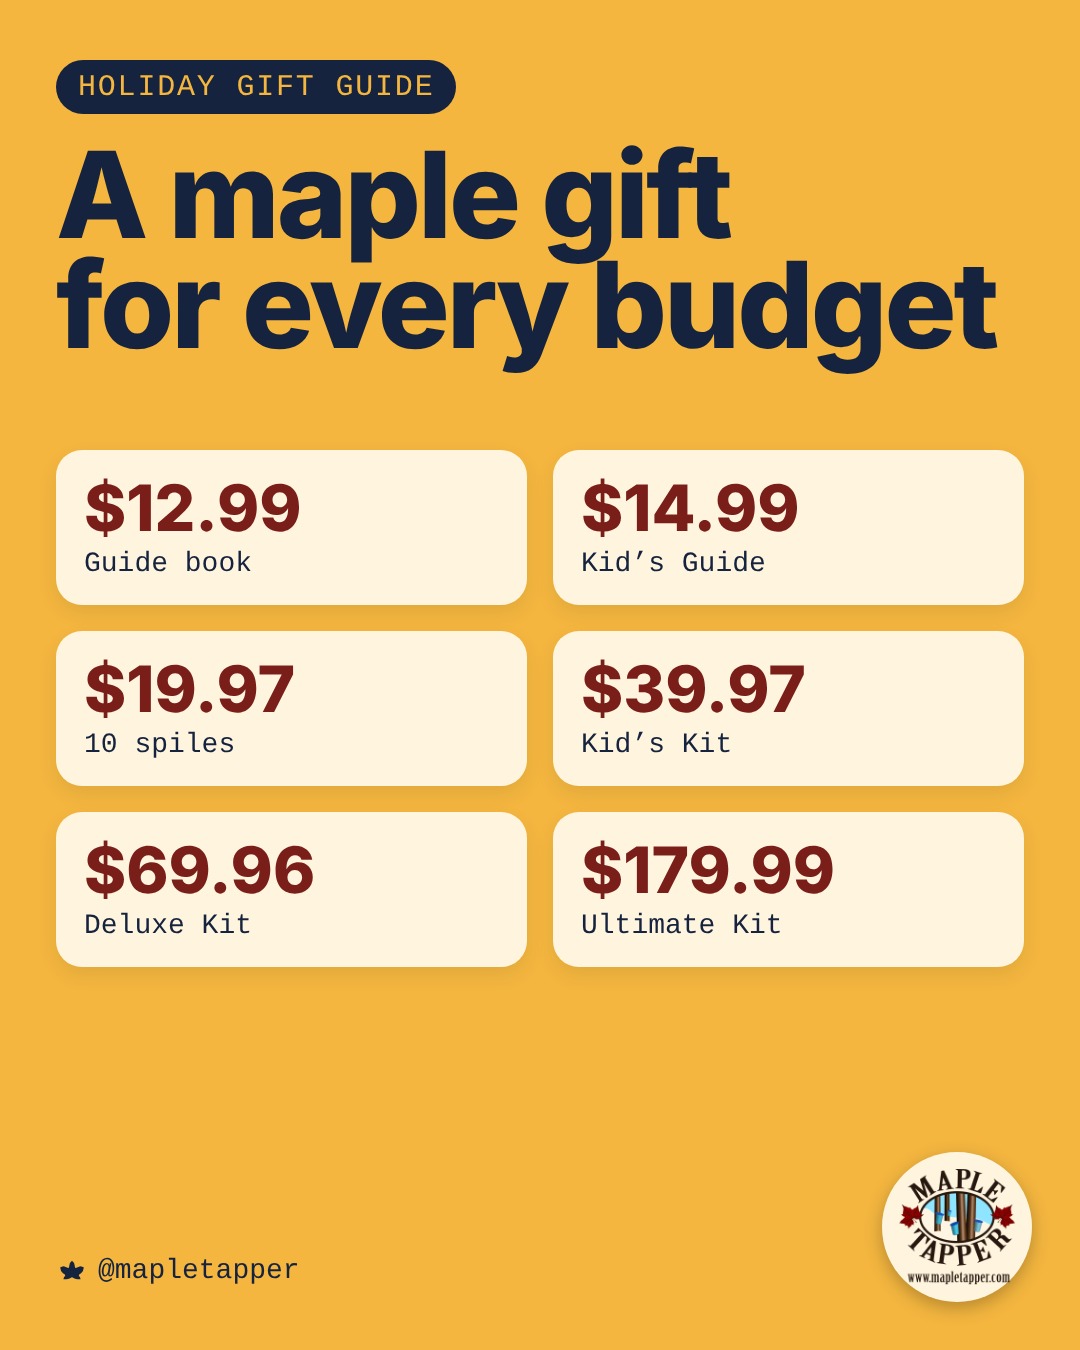 HOLIDAY GIFT GUIDE
A maple gift
for every budget
$12.99
Guide book
$14.99
Kid’s Guide
$19.97
10 spiles
$39.97
Kid’s Kit
$69.96
Deluxe Kit
$179.99
Ultimate Kit
@mapletapper
MAPLE
TAPPER
www.mapletapper.com